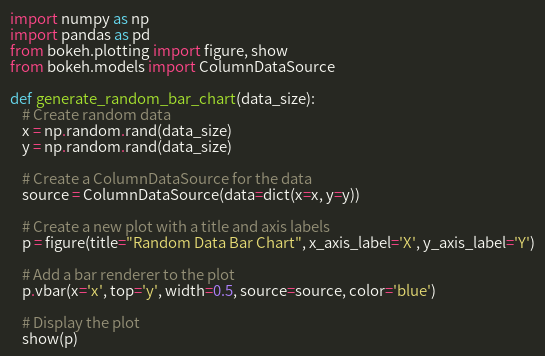 import numpy as np
import pandas as pd
from bokeh.plotting import figure, show
from bokeh.models import ColumnDataSource

def generate_random_bar_chart(data_size):
    # Create random data
    x = np.random.rand(data_size)
    y = np.random.rand(data_size)

    # Create a ColumnDataSource for the data
    source = ColumnDataSource(data=dict(x=x, y=y))

    # Create a new plot with a title and axis labels
    p = figure(title="Random Data Bar Chart", x_axis_label='X', y_axis_label='Y')

    # Add a bar renderer to the plot
    p.vbar(x='x', top='y', width=0.5, source=source, color='blue')

    # Display the plot
    show(p)